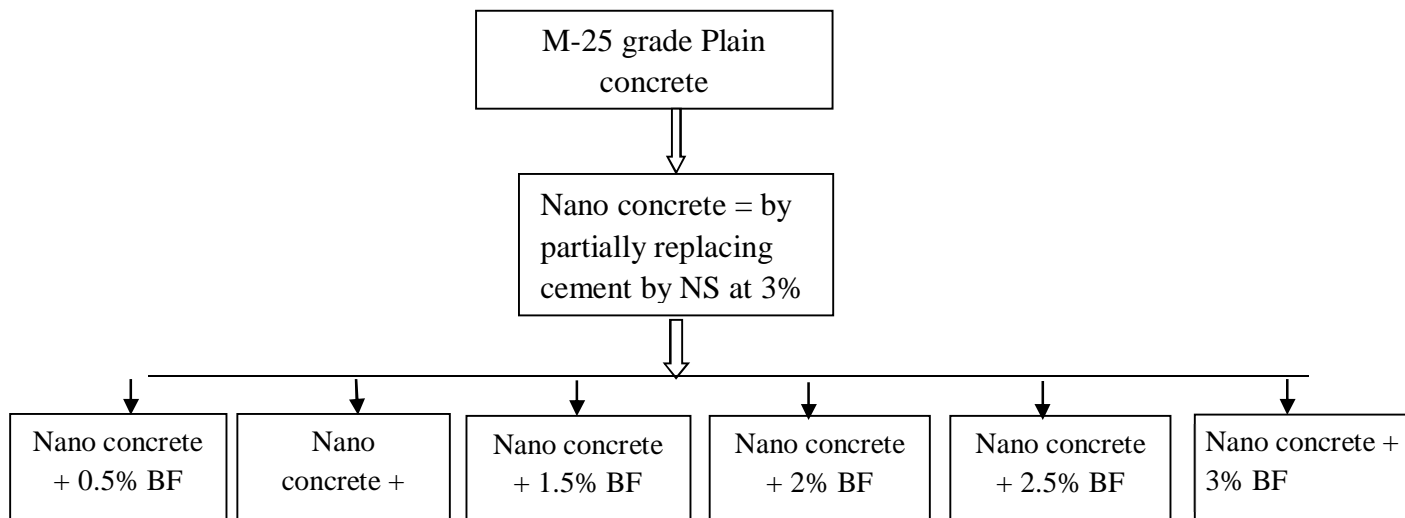 M-25 grade Plain
concrete
Nano concrete = by
partially replacing
cement by NS at 3%
Nano concrete
+ 0.5% BF
Nano
concrete +
Nano concrete
+ 1.5% BF
Nano concrete
+ 2% BF
Nano concrete
+ 2.5% BF
Nano concrete +
3% BF